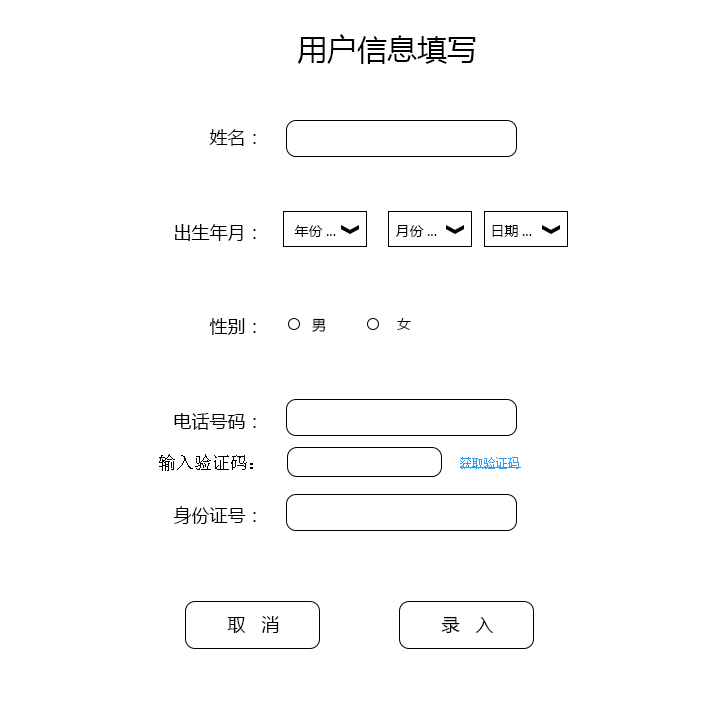 用户信息填写
姓名：
出生年月： 年份 ... 月份 ... 日期 ...
性别： 男 女
电话号码：
输入验证码： 获取验证码
身份证号：
取 消 录 入